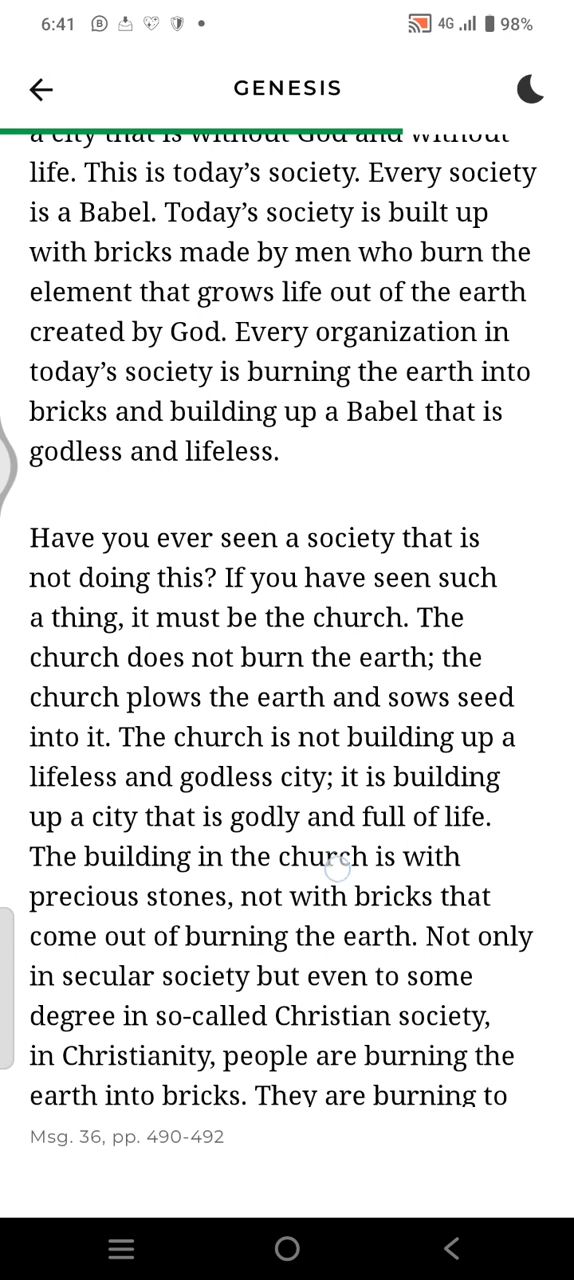 6:41
4G
98%
GENESIS
a city that is without God and without
life. This is today’s society. Every society
is a Babel. Today’s society is built up
with bricks made by men who burn the
element that grows life out of the earth
created by God. Every organization in
today’s society is burning the earth into
bricks and building up a Babel that is
godless and lifeless.
Have you ever seen a society that is
not doing this? If you have seen such
a thing, it must be the church. The
church does not burn the earth; the
church plows the earth and sows seed
into it. The church is not building up a
lifeless and godless city; it is building
up a city that is godly and full of life.
The building in the church is with
precious stones, not with bricks that
come out of burning the earth. Not only
in secular society but even to some
degree in so-called Christian society,
in Christianity, people are burning the
earth into bricks. They are burning to
Msg. 36, pp. 490-492